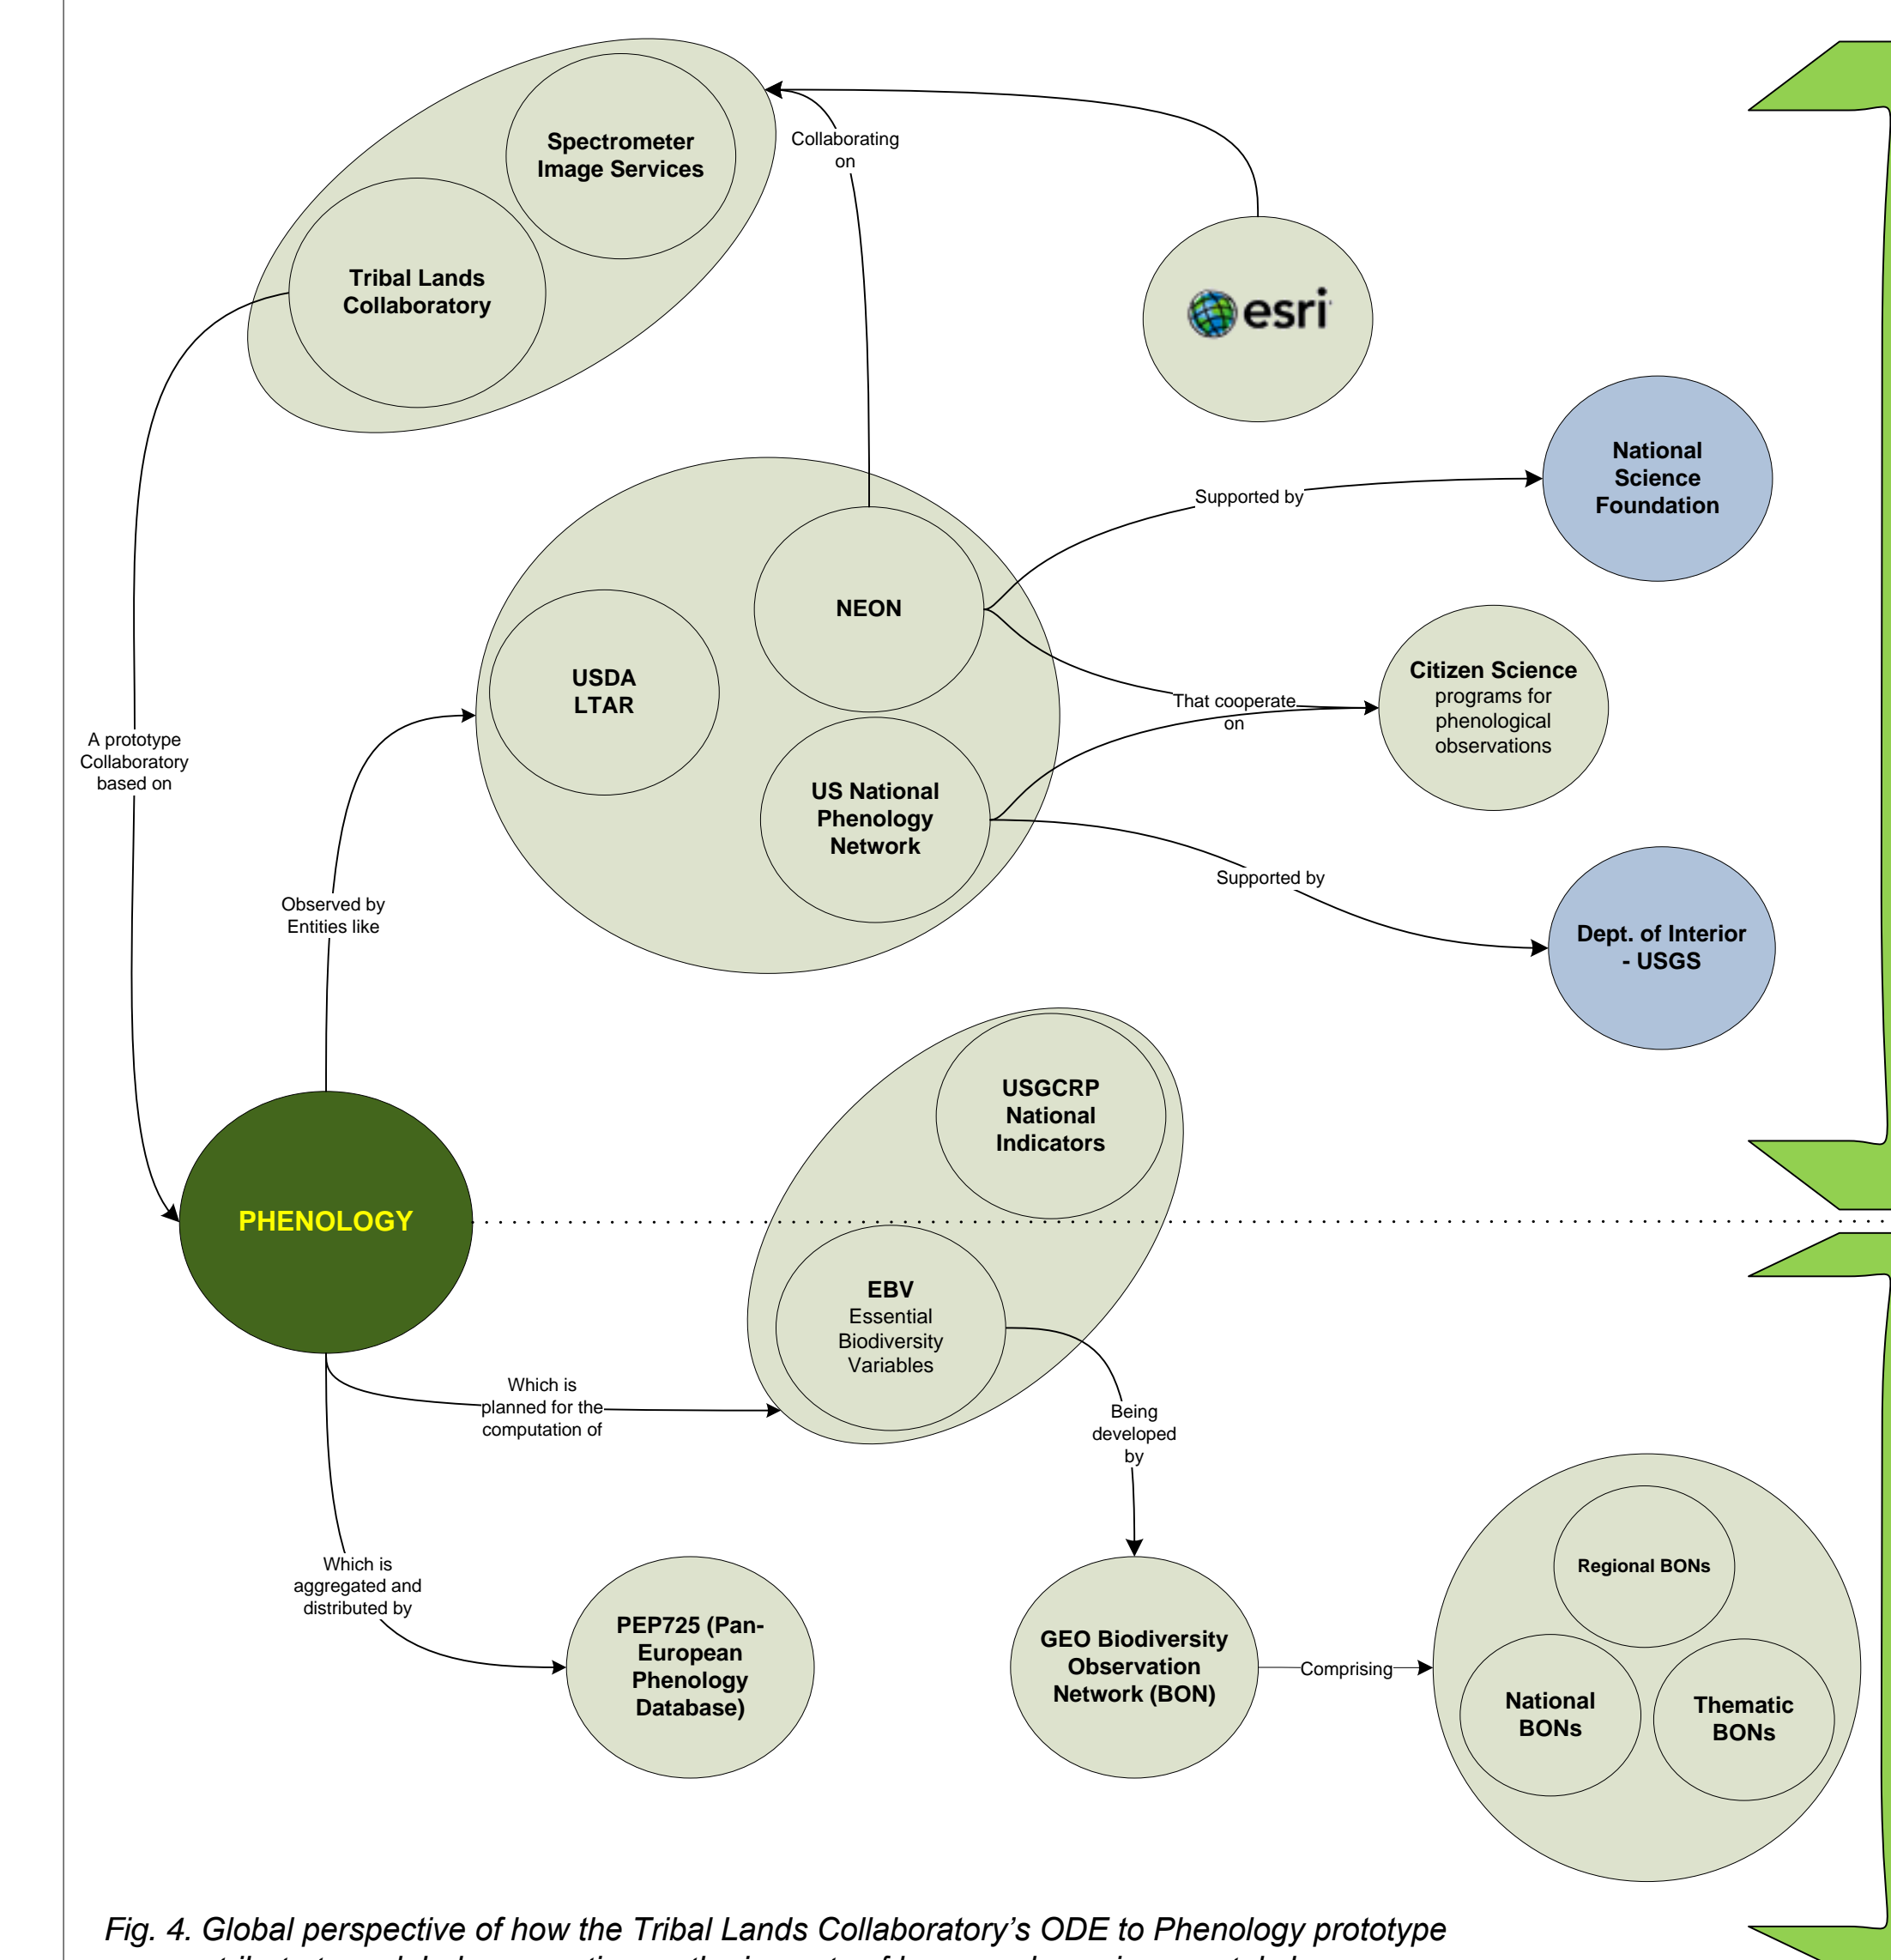 Spectrometer
Image Services
Collaborating
on
Tribal Lands
Collaboratory
esri
National
Science
Foundation
Supported by
NEON
USDA
LTAR
Citizen Science
programs for
phenological
observations
That cooperate
on
A prototype
Collaboratory
based on
US National
Phenology
Network
Supported by
Observed by
Entities like
Dept. of Interior
- USGS
USGCRP
National
Indicators
PHENOLOGY
EBV
Essential
Biodiversity
Variables
Which is
planned for the
computation of
Being
developed
by
Which is
aggregated and
distributed by
PEP725 (Pan-
European
Phenology
Database)
GEO Biodiversity
Observation
Network (BON)
Comprising
Regional BONs
National
BONs
Thematic
BONs
Fig. 4. Global perspective of how the Tribal Lands Collaboratory's ODE to Phenology prototype